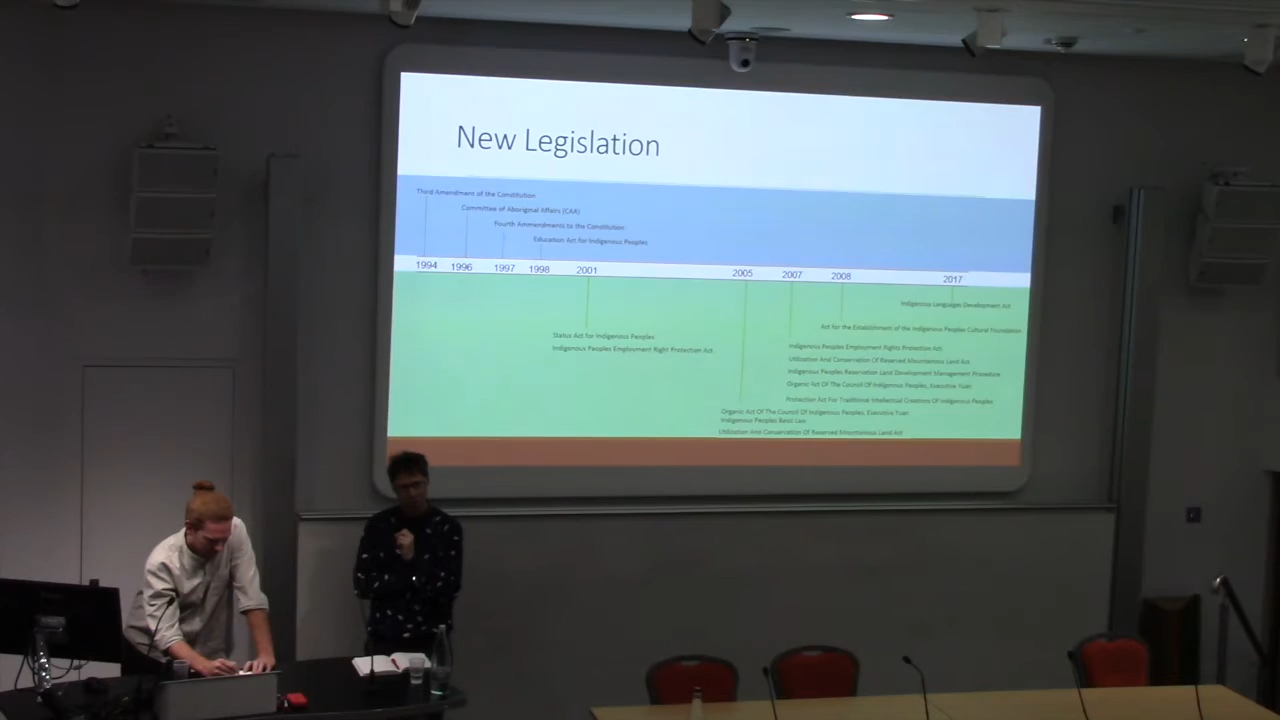 New Legislation
Third Amendment of the Constitution
Committee of Aboriginal Affairs (CAA)
Fourth Ammendments to the Constitution
Education Act for Indigenous Peoples
1994 1996 1997 1998 2001 2005 2007 2008 2017
Indigenous Languages Development Act
Act for the Establishment of the Indigenous Peoples Cultural Foundation
Status Act for Indigenous Peoples
Indigenous Peoples Employment Right Protection Act
Indigenous Peoples Employment Rights Protection Act
Utilization And Conservation Of Reserved Mountainous Land Act
Indigenous Peoples Reservation Land Development Management Procedure
Organic Act Of The Council Of Indigenous Peoples, Executive Yuan
Protection Act For Traditional Intellectual Creations Of Indigenous Peoples
Organic Act Of The Council Of Indigenous Peoples, Executive Yuan
Indigenous Peoples Basic Law
Utilization And Conservation Of Reserved Mountainous Land Act